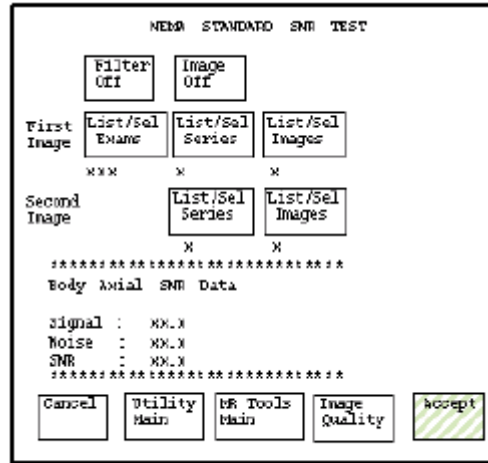 NEMA STANDARD SNR TEST
Filter Off
Image Off
First Image
List/Sel Exams
List/Sel Series
List/Sel Images
xxx x x
Second Image
List/Sel Series
List/Sel Images
x x
*******************************
Body Axial SNR Data
Signal : xx.x
Noise : xx.x
SNR : xx.x
*******************************
Cancel
Utility Main
MR Tools Main
Image Quality
Accept